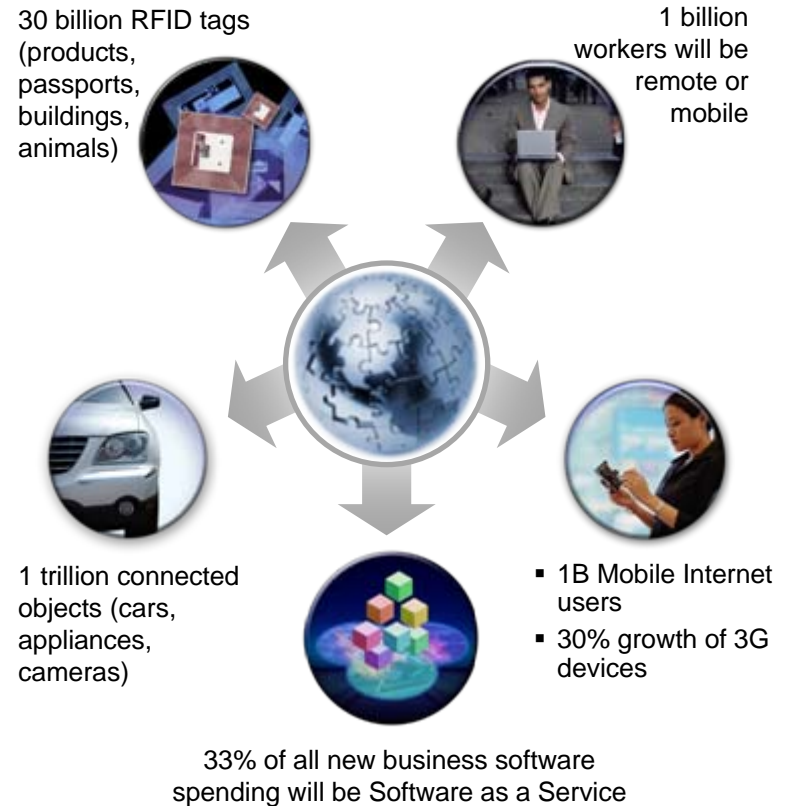 30 billion RFID tags
(products,
passports,
buildings,
animals)
1 billion
workers will be
remote or
mobile
1 trillion connected
objects (cars,
appliances,
cameras)
▪ 1B Mobile Internet
users
▪ 30% growth of 3G
devices
33% of all new business software
spending will be Software as a Service